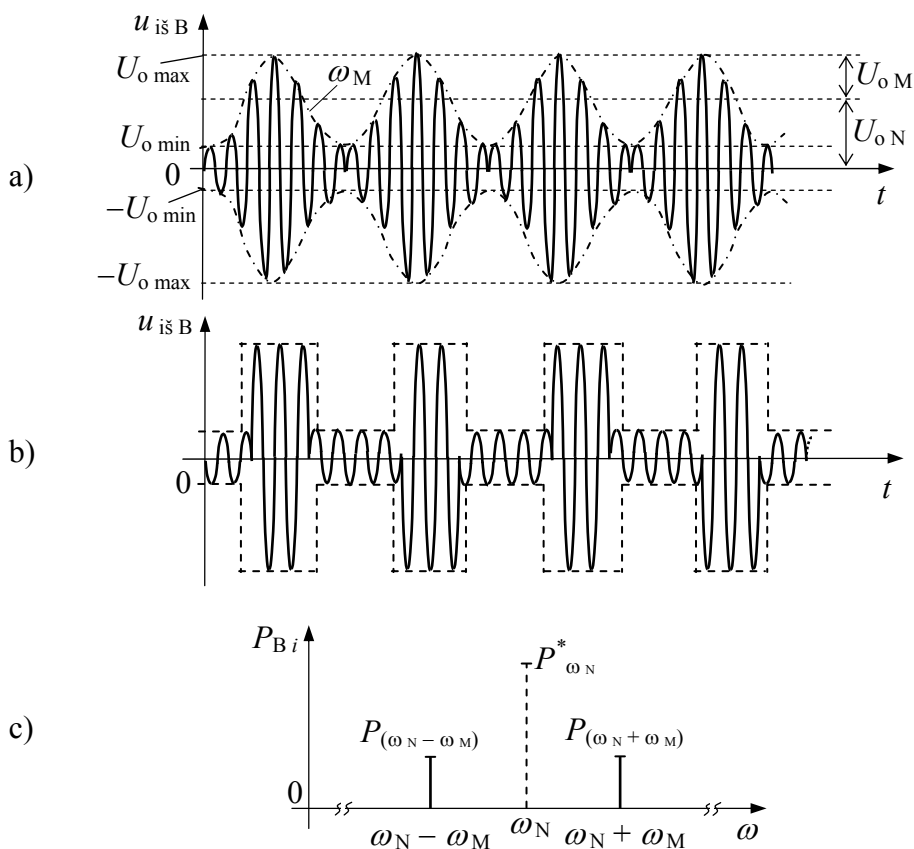 u iš B
U o max
ω M
U o M
U o N
U o min
a)
0
t
−U o min
−U o max
u iš B
b)
0
t
P B i
P* ω N
c)
P (ω N − ω M)
P (ω N + ω M)
0
ω N − ω M
ω N
ω N + ω M
ω